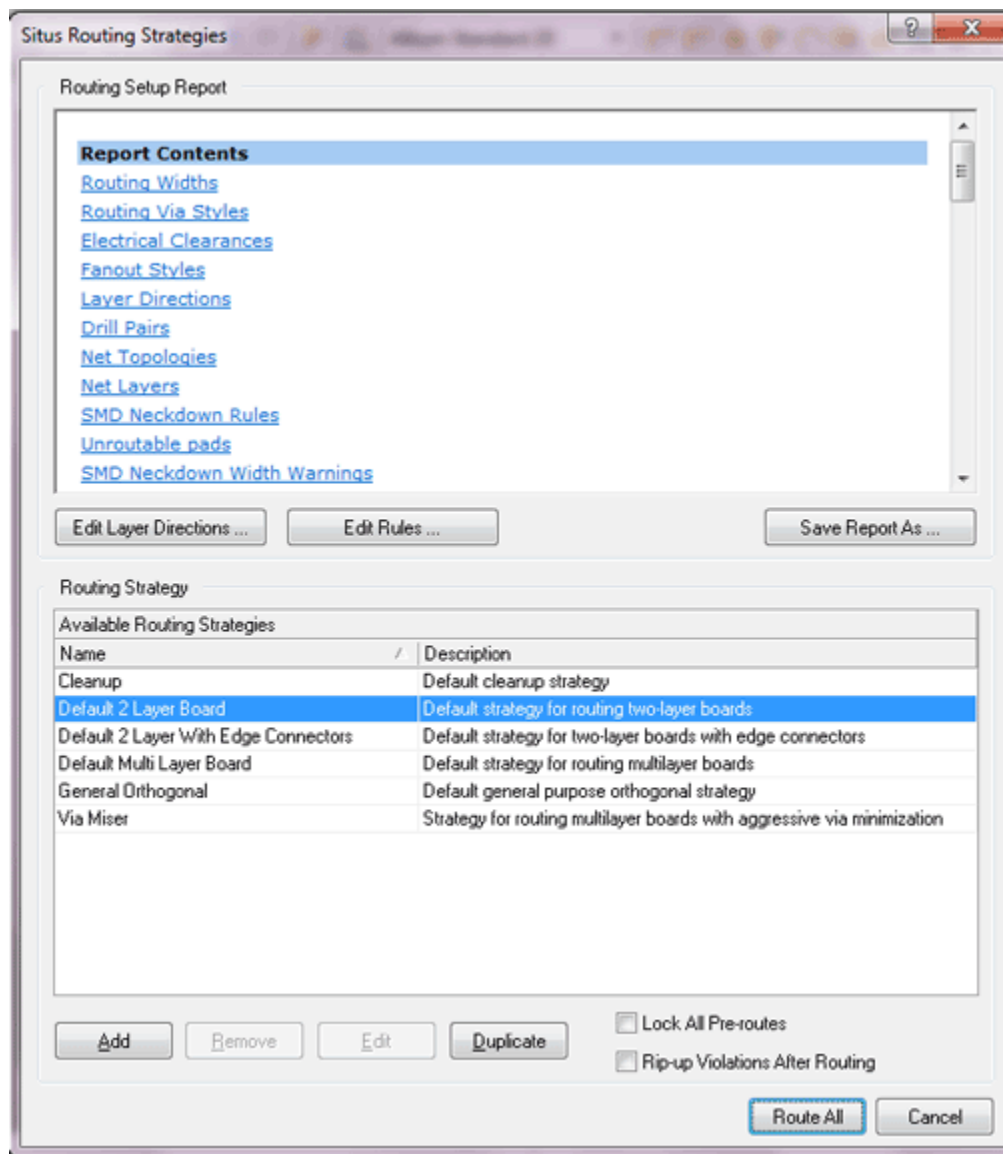 Situs Routing Strategies
Routing Setup Report
Report Contents
Routing Widths
Routing Via Styles
Electrical Clearances
Fanout Styles
Layer Directions
Drill Pairs
Net Topologies
Net Layers
SMD Neckdown Rules
Unroutable pads
SMD Neckdown Width Warnings
Edit Layer Directions ... Edit Rules ... Save Report As ...
Routing Strategy
Available Routing Strategies
Name Description
Cleanup Default cleanup strategy
Default 2 Layer Board Default strategy for routing two-layer boards
Default 2 Layer With Edge Connectors Default strategy for two-layer boards with edge connectors
Default Multi Layer Board Default strategy for routing multilayer boards
General Orthogonal Default general purpose orthogonal strategy
Via Miser Strategy for routing multilayer boards with aggressive via minimization
Add Remove Edit Duplicate Lock All Pre-routes
Rip-up Violations After Routing
Route All Cancel